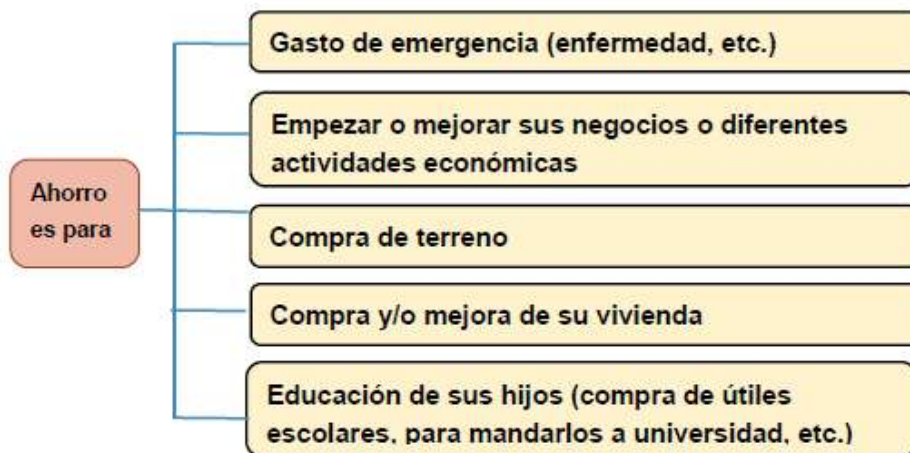 Gasto de emergencia (enfermedad, etc.)
Empezar o mejorar sus negocios o diferentes
actividades económicas
Ahorro
es para
Compra de terreno
Compra y/o mejora de su vivienda
Educación de sus hijos (compra de útiles
escolares, para mandarlos a universidad, etc.)